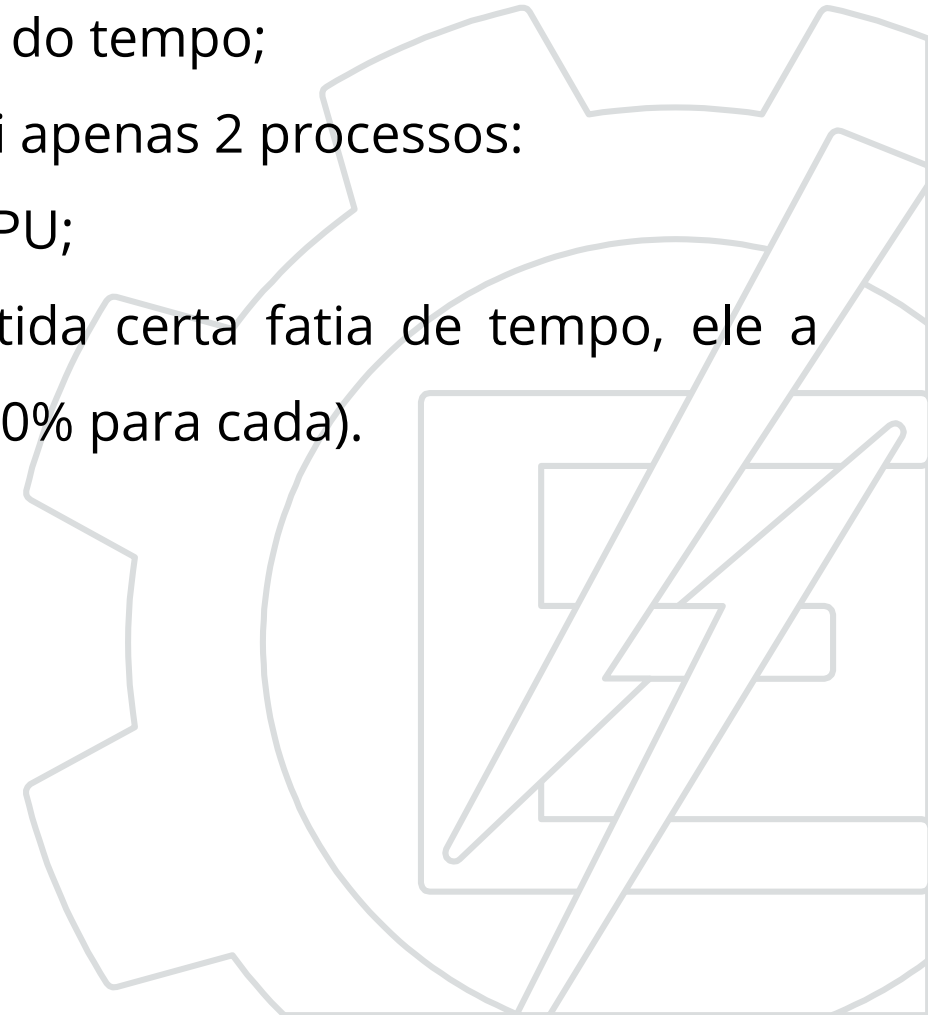 do tempo;
i apenas 2 processos:
PU;
tida certa fatia de tempo, ele a
0% para cada).